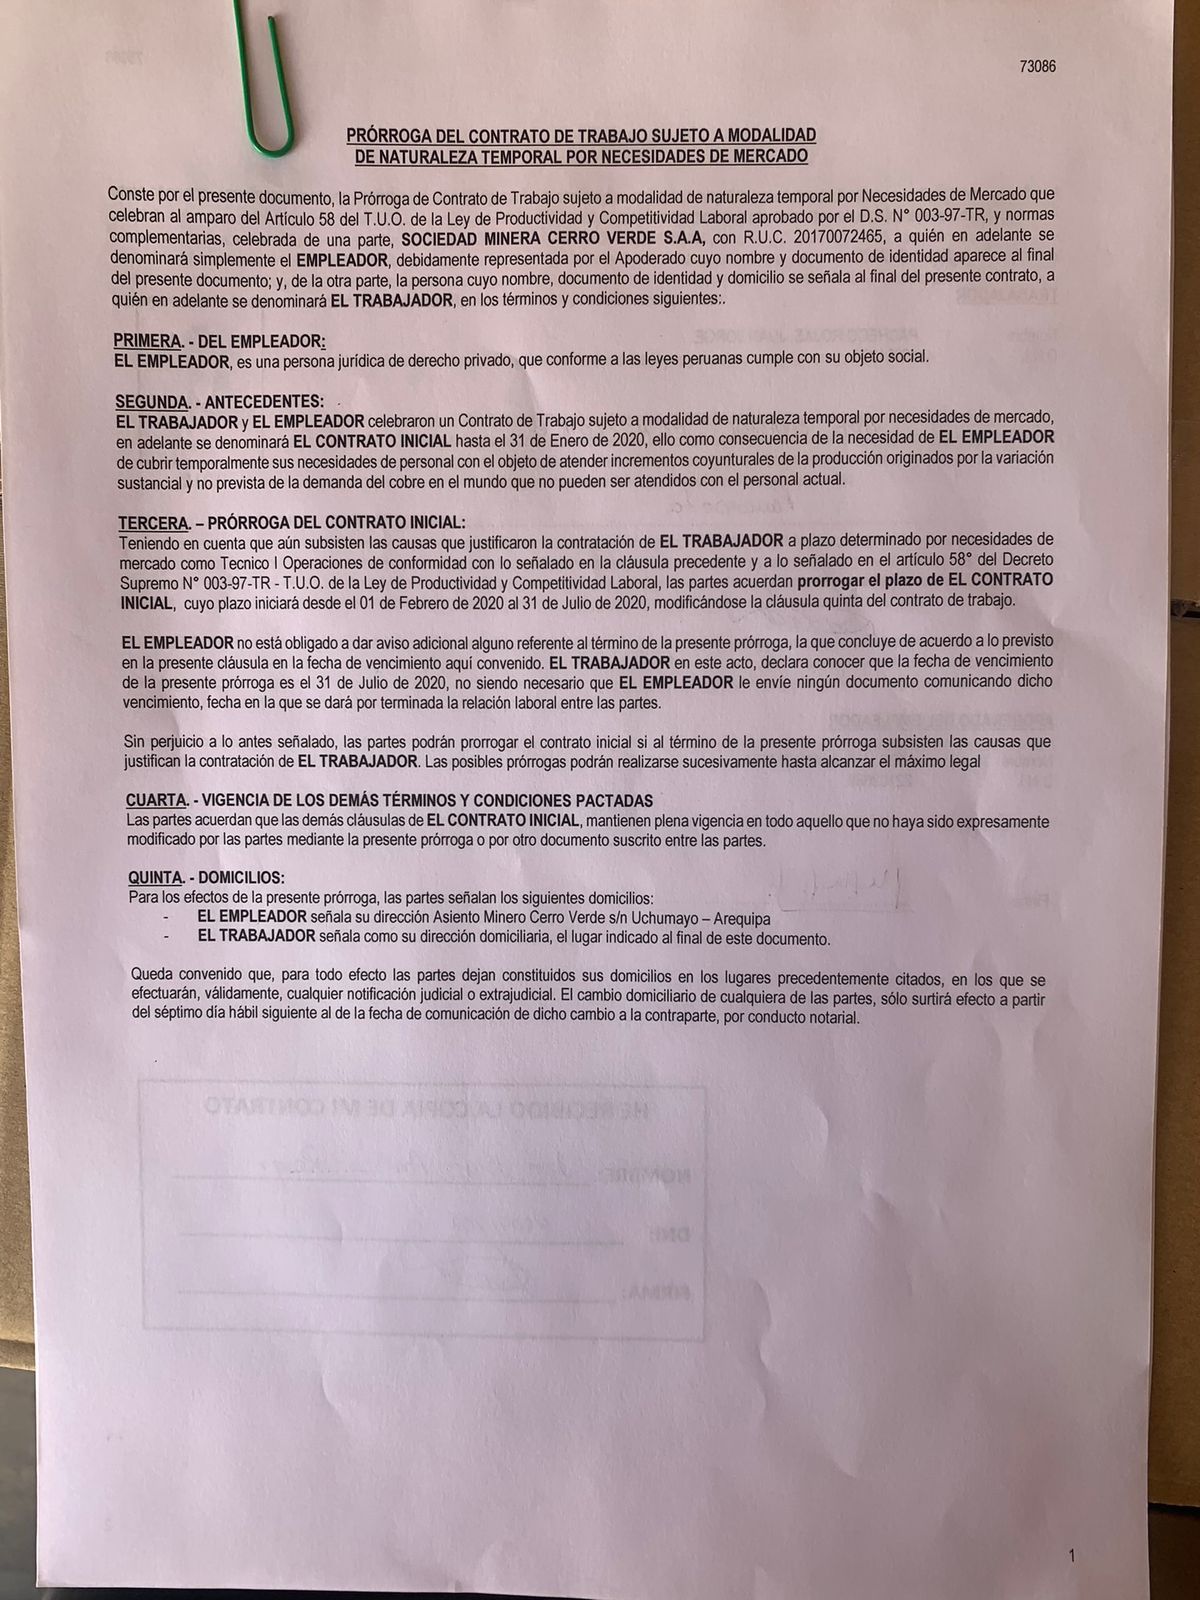 73086
PRÓRROGA DEL CONTRATO DE TRABAJO SUJETO A MODALIDAD
DE NATURALEZA TEMPORAL POR NECESIDADES DE MERCADO
Conste por el presente documento, la Prórroga de Contrato de Trabajo sujeto a modalidad de naturaleza temporal por Necesidades de Mercado que
celebran al amparo del Artículo 58 del T.U.O. de la Ley de Productividad y Competitividad Laboral aprobado por el D.S. N° 003-97-TR, y normas
complementarias, celebrada de una parte, SOCIEDAD MINERA CERRO VERDE S.A.A, con R.U.C. 20170072465, a quién en adelante se
denominará simplemente el EMPLEADOR, debidamente representada por el Apoderado cuyo nombre y documento de identidad aparece al final
del presente documento; y, de la otra parte, la persona cuyo nombre, documento de identidad y domicilio se señala al final del presente contrato, a
quién en adelante se denominará EL TRABAJADOR, en los términos y condiciones siguientes:.
PRIMERA. - DEL EMPLEADOR:
EL EMPLEADOR, es una persona jurídica de derecho privado, que conforme a las leyes peruanas cumple con su objeto social.
SEGUNDA. - ANTECEDENTES:
EL TRABAJADOR y EL EMPLEADOR celebraron un Contrato de Trabajo sujeto a modalidad de naturaleza temporal por necesidades de mercado,
en adelante se denominará EL CONTRATO INICIAL hasta el 31 de Enero de 2020, ello como consecuencia de la necesidad de EL EMPLEADOR
de cubrir temporalmente sus necesidades de personal con el objeto de atender incrementos coyunturales de la producción originados por la variación
sustancial y no prevista de la demanda del cobre en el mundo que no pueden ser atendidos con el personal actual.
TERCERA. – PRÓRROGA DEL CONTRATO INICIAL:
Teniendo en cuenta que aún subsisten las causas que justificaron la contratación de EL TRABAJADOR a plazo determinado por necesidades de
mercado como Tecnico I Operaciones de conformidad con lo señalado en la cláusula precedente y a lo señalado en el artículo 58° del Decreto
Supremo N° 003-97-TR - T.U.O. de la Ley de Productividad y Competitividad Laboral, las partes acuerdan prorrogar el plazo de EL CONTRATO
INICIAL, cuyo plazo iniciará desde el 01 de Febrero de 2020 al 31 de Julio de 2020, modificándose la cláusula quinta del contrato de trabajo.
EL EMPLEADOR no está obligado a dar aviso adicional alguno referente al término de la presente prórroga, la que concluye de acuerdo a lo previsto
en la presente cláusula en la fecha de vencimiento aquí convenido. EL TRABAJADOR en este acto, declara conocer que la fecha de vencimiento
de la presente prórroga es el 31 de Julio de 2020, no siendo necesario que EL EMPLEADOR le envíe ningún documento comunicando dicho
vencimiento, fecha en la que se dará por terminada la relación laboral entre las partes.
Sin perjuicio a lo antes señalado, las partes podrán prorrogar el contrato inicial si al término de la presente prórroga subsisten las causas que
justifican la contratación de EL TRABAJADOR. Las posibles prórrogas podrán realizarse sucesivamente hasta alcanzar el máximo legal
CUARTA. - VIGENCIA DE LOS DEMÁS TÉRMINOS Y CONDICIONES PACTADAS
Las partes acuerdan que las demás cláusulas de EL CONTRATO INICIAL, mantienen plena vigencia en todo aquello que no haya sido expresamente
modificado por las partes mediante la presente prórroga o por otro documento suscrito entre las partes.
QUINTA. - DOMICILIOS:
Para los efectos de la presente prórroga, las partes señalan los siguientes domicilios:
- EL EMPLEADOR señala su dirección Asiento Minero Cerro Verde s/n Uchumayo – Arequipa
- EL TRABAJADOR señala como su dirección domiciliaria, el lugar indicado al final de este documento.
Queda convenido que, para todo efecto las partes dejan constituidos sus domicilios en los lugares precedentemente citados, en los que se
efectuarán, válidamente, cualquier notificación judicial o extrajudicial. El cambio domiciliario de cualquiera de las partes, sólo surtirá efecto a partir
del séptimo día hábil siguiente al de la fecha de comunicación de dicho cambio a la contraparte, por conducto notarial.
HE RECIBIDO LA COPIA DE MI CONTRATO
NOMBRE:
DNI:
FIRMA:
1